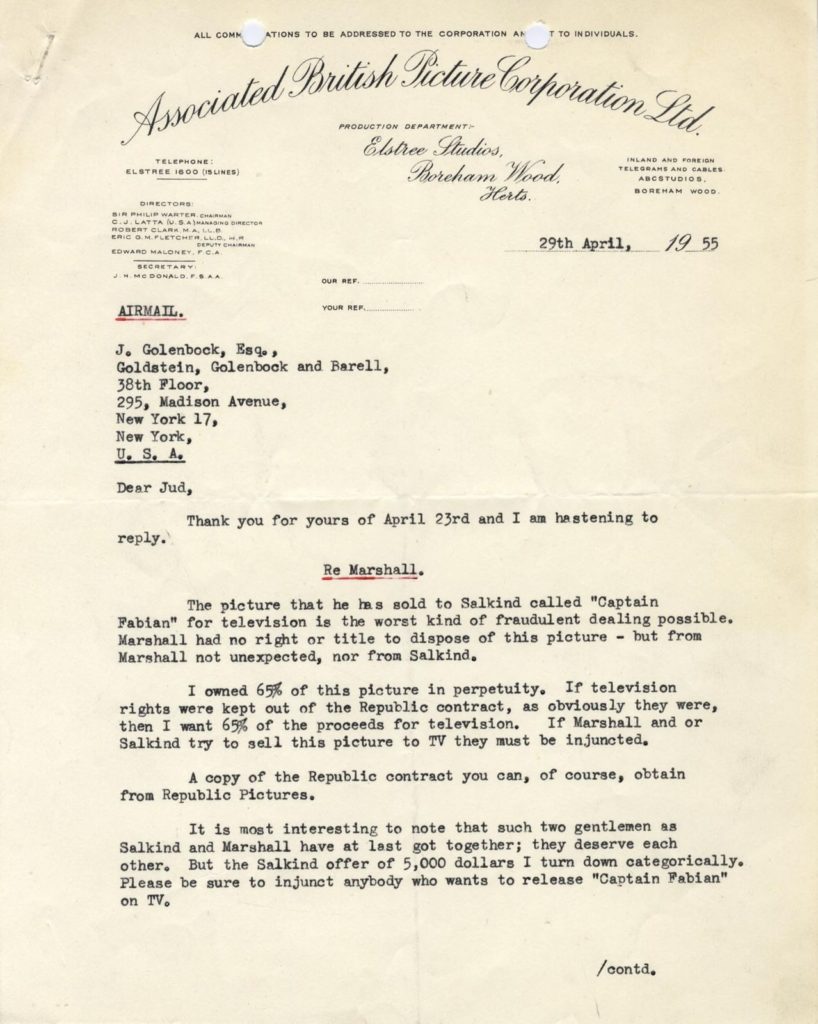 ALL COMM ATIONS TO BE ADDRESSED TO THE CORPORATION AN T TO INDIVIDUALS.
Associated British Picture Corporation Ltd.
PRODUCTION DEPARTMENT:-
Elstree Studios,
Boreham Wood,
Herts.
TELEPHONE:
ELSTREE 1600 (15 LINES)
INLAND AND FOREIGN
TELEGRAMS AND CABLES.
ABCSTUDIOS,
BOREHAM WOOD.
DIRECTORS:
SIR PHILIP WARTER, CHAIRMAN
C. J. LATTA (U.S.A) MANAGING DIRECTOR
ROBERT CLARK M.A., LL.B.
ERIC G. M. FLETCHER, LL.D., M.P.
DEPUTY CHAIRMAN
EDWARD MALONEY, F.C.A.
SECRETARY:
J. H. McDONALD, F.S.A.A.
29th April, 19 55
OUR REF.
YOUR REF.
AIRMAIL.
J. Golenbock, Esq.,
Goldstein, Golenbock and Barell,
38th Floor,
295, Madison Avenue,
New York 17,
New York,
U. S. A.
Dear Jud,
Thank you for yours of April 23rd and I am hastening to
reply.
Re Marshall.
The picture that he has sold to Salkind called "Captain
Fabian" for television is the worst kind of fraudulent dealing possible.
Marshall had no right or title to dispose of this picture - but from
Marshall not unexpected, nor from Salkind.
I owned 65% of this picture in perpetuity. If television
rights were kept out of the Republic contract, as obviously they were,
then I want 65% of the proceeds for television. If Marshall and or
Salkind try to sell this picture to TV they must be injuncted.
A copy of the Republic contract you can, of course, obtain
from Republic Pictures.
It is most interesting to note that such two gentlemen as
Salkind and Marshall have at last got together; they deserve each
other. But the Salkind offer of 5,000 dollars I turn down categorically.
Please be sure to injunct anybody who wants to release "Captain Fabian"
on TV.
/contd.